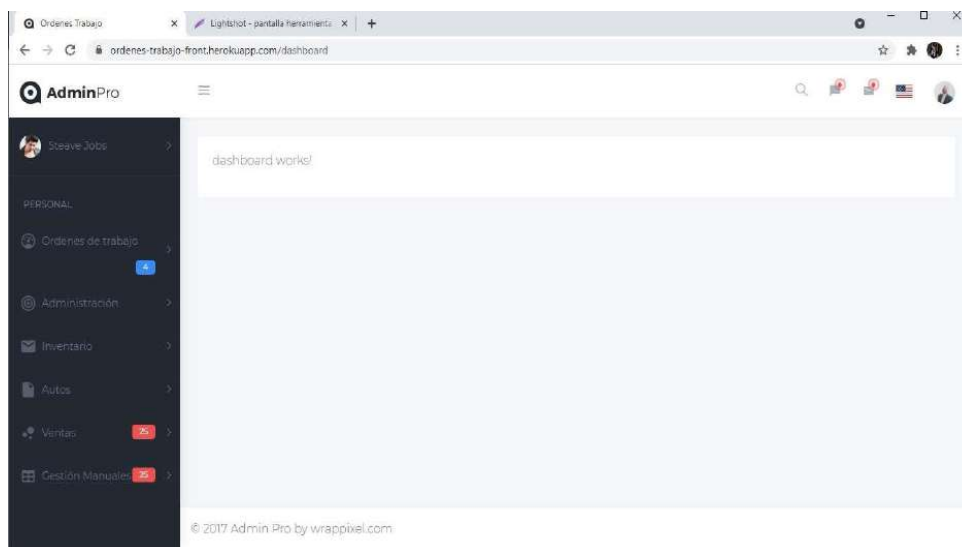 Ordenes Trabajo
Lightshot - pantalla herramienta
ordenes-trabajo-front.herokuapp.com/dashboard
AdminPro
Steave Jobs
dashboard works!
PERSONAL
Ordenes de trabajo
4
Administración
Inventario
Autos
Ventas
25
Gestión Manuales
25
© 2017 Admin Pro by wrappixel.com